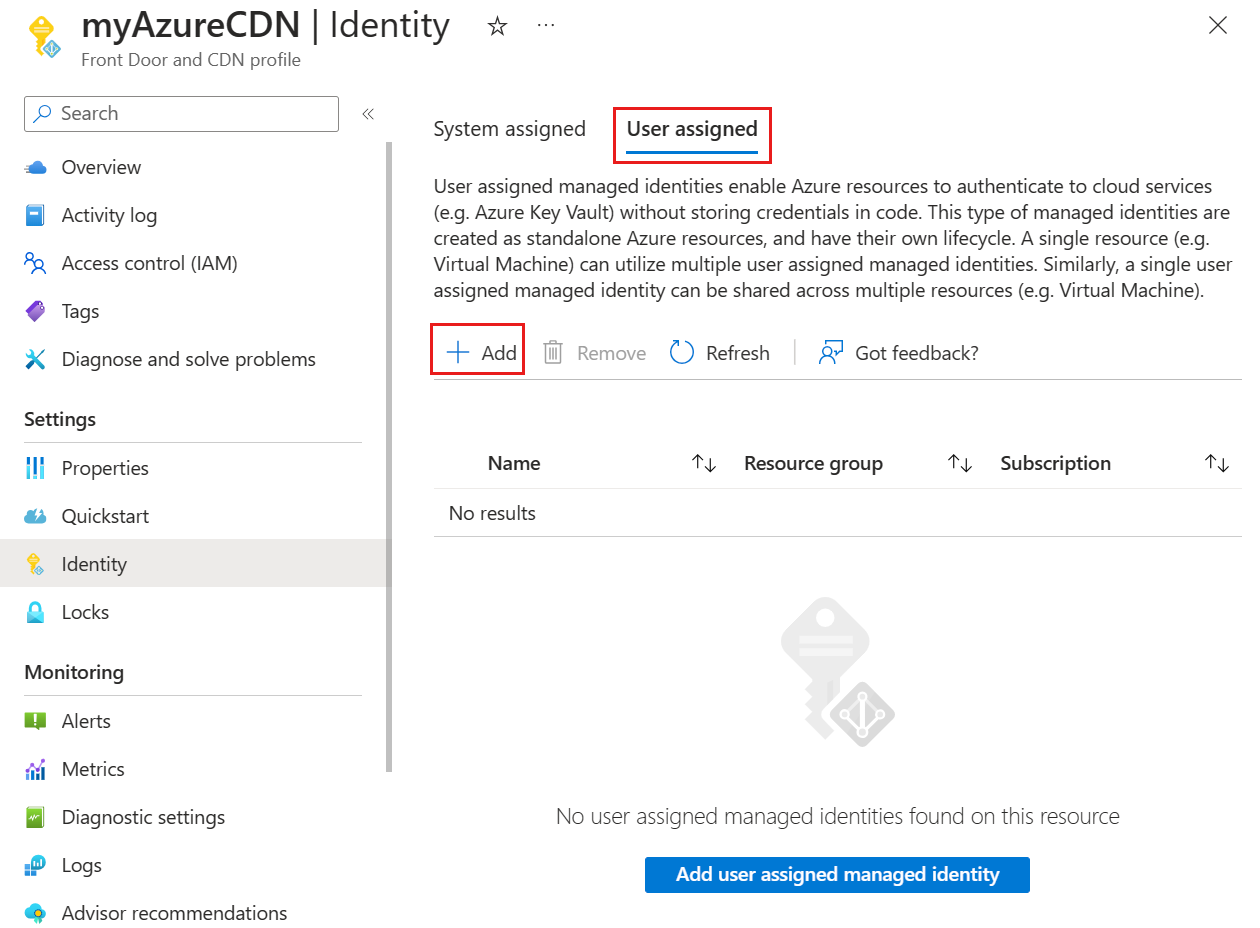 myAzureCDN | Identity
Front Door and CDN profile
Search
Overview
Activity log
Access control (IAM)
Tags
Diagnose and solve problems
Settings
Properties
Quickstart
Identity
Locks
Monitoring
Alerts
Metrics
Diagnostic settings
Logs
Advisor recommendations
System assigned
User assigned
User assigned managed identities enable Azure resources to authenticate to cloud services
(e.g. Azure Key Vault) without storing credentials in code. This type of managed identities are
created as standalone Azure resources, and have their own lifecycle. A single resource (e.g.
Virtual Machine) can utilize multiple user assigned managed identities. Similarly, a single user
assigned managed identity can be shared across multiple resources (e.g. Virtual Machine).
Add Remove Refresh Got feedback?
Name Resource group Subscription
No results
No user assigned managed identities found on this resource
Add user assigned managed identity